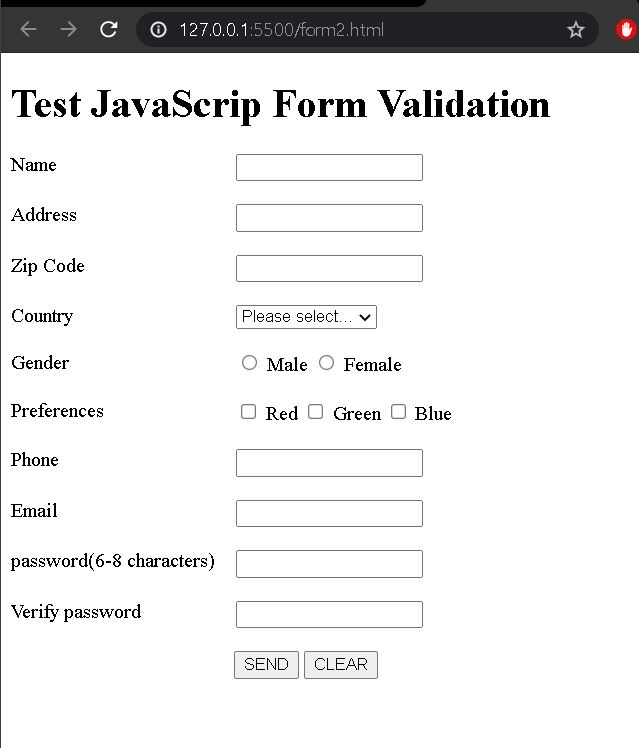 127.0.0.1:5500/form2.html
Test JavaScrip Form Validation
Name
Address
Zip Code
Country Please select...
Gender Male Female
Preferences Red Green Blue
Phone
Email
password(6-8 characters)
Verify password
SEND CLEAR